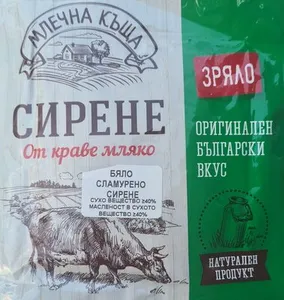 МЛЕЧНА КЪЩА
ЗРЯЛО
СИРЕНЕ
От краве мляко
ОРИГИНАЛЕН
БЪЛГАРСКИ
ВКУС
БЯЛО
САЛАМУРЕНО
СИРЕНЕ
СУХО ВЕЩЕСТВО ≥40%
МАСЛЕНОСТ В СУХОТО
ВЕЩЕСТВО ≥40%
НАТУРАЛЕН
ПРОПУКТ